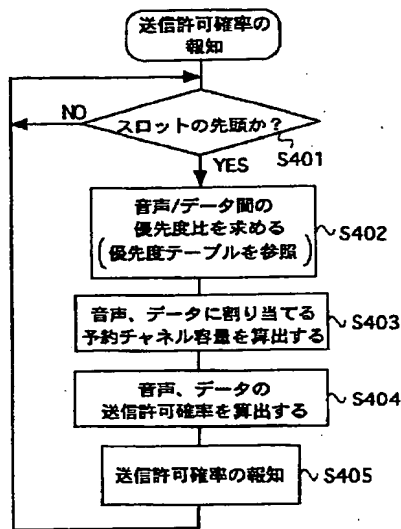 送信許可確率の
報知
NO
スロットの先頭か?
S401
YES
音声/データ間の
優先度比を求める
(優先度テーブルを参照)
S402
音声、データに割り当てる
予約チャネル容量を算出する
S403
音声、データの
送信許可確率を算出する
S404
送信許可確率の報知
S405